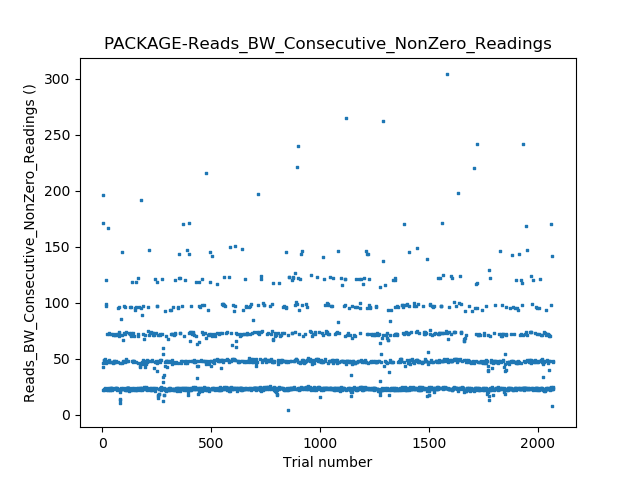 PACKAGE-Reads_BW_Consecutive_NonZero_Readings
Reads_BW_Consecutive_NonZero_Readings ()
300
250
200
150
100
50
0
0 500 1000 1500 2000
Trial number